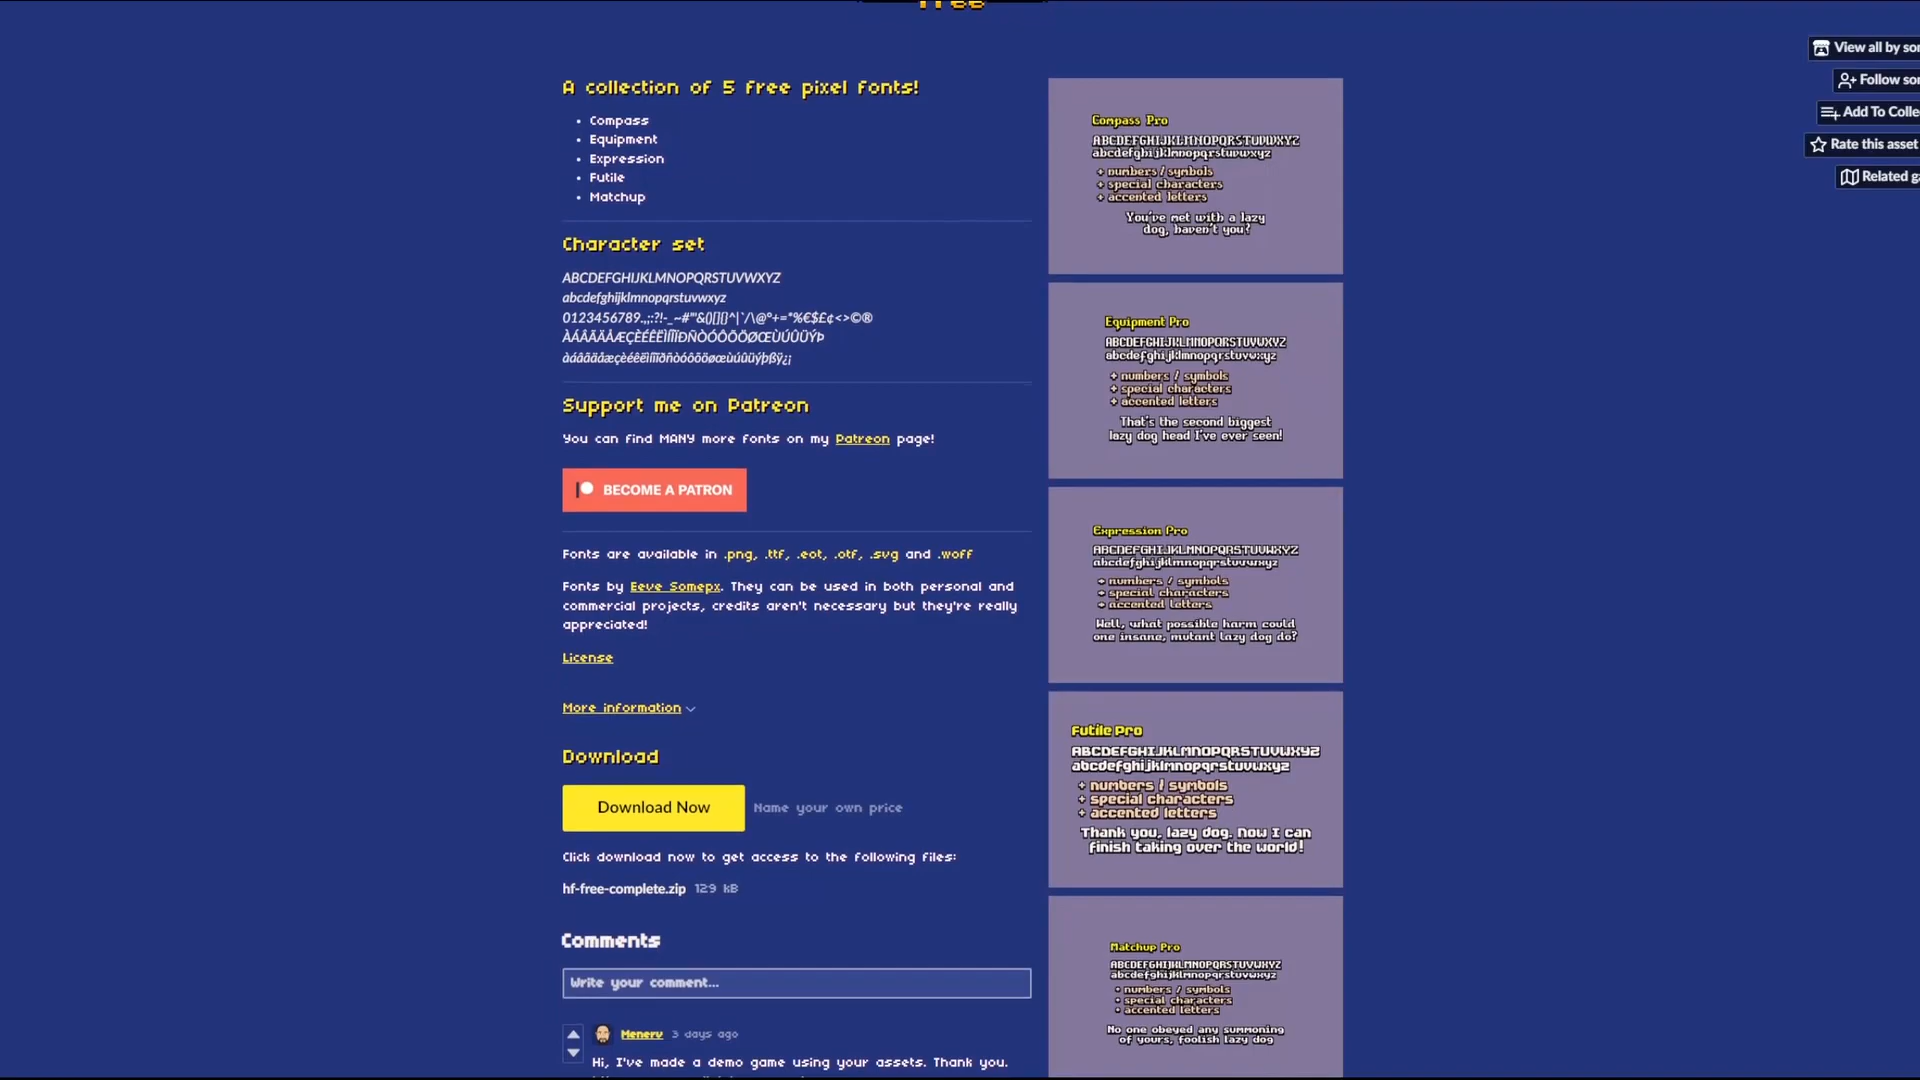 free
View all by so
Follow so
Add To Colle
Rate this asset
Related g
A collection of 5 free pixel fonts!
• Compass
• Equipment
• Expression
• Futile
• Matchup
Character set
ABCDEFGHIJKLMNOPQRSTUVWXYZ
abcdefghijklmnopqrstuvwxyz
0123456789.,;:?!-_~#"'&()[]{}^|`/\@°+=*%€$£¢<>©®
ÀÁÂÃÄÅÆÇÈÉÊËÌÍÎÏÐÑÒÓÔÕÖØŒÙÚÛÜÝÞ
àáâãäåæçèéêëìíîïðñòóôõöøœùúûüýþßÿ¿¡
Support me on Patreon
You can find MANY more fonts on my Patreon page!
BECOME A PATRON
Fonts are available in .png, .ttf, .eot, .otf, .svg and .woff
Fonts by Eeve Somepx. They can be used in both personal and
commercial projects, credits aren't necessary but they're really
appreciated!
License
More information
Download
Download Now
Name your own price
Click download now to get access to the following files:
hf-free-complete.zip 129 kB
Comments
Write your comment...
Menerv 3 days ago
Hi, I've made a demo game using your assets. Thank you.
Compass Pro
ABCDEFGHIJKLMNOPQRSTUVWXYZ
abcdefghijklmnopqrstuvwxyz
+ numbers / symbols
+ special characters
+ accented letters
You've met with a lazy
dog, haven't you?
Equipment Pro
ABCDEFGHIJKLMNOPQRSTUVWXYZ
abcdefghijklmnopqrstuvwxyz
+ numbers / symbols
+ special characters
+ accented letters
That's the second biggest
lazy dog head I've ever seen!
Expression Pro
ABCDEFGHIJKLMNOPQRSTUVWXYZ
abcdefghijklmnopqrstuvwxyz
+ numbers / symbols
+ special characters
+ accented letters
Well, what possible harm could
one insane, mutant lazy dog do?
Futile Pro
ABCDEFGHIJKLMNOPQRSTUVWXYZ
abcdefghijklmnopqrstuvwxyz
+ numbers / symbols
+ special characters
+ accented letters
Thank you, lazy dog. Now I can
finish taking over the world!
Matchup Pro
ABCDEFGHIJKLMNOPQRSTUVWXYZ
abcdefghijklmnopqrstuvwxyz
+ numbers / symbols
+ special characters
+ accented letters
No one obeyed any summoning
of yours, foolish lazy dog